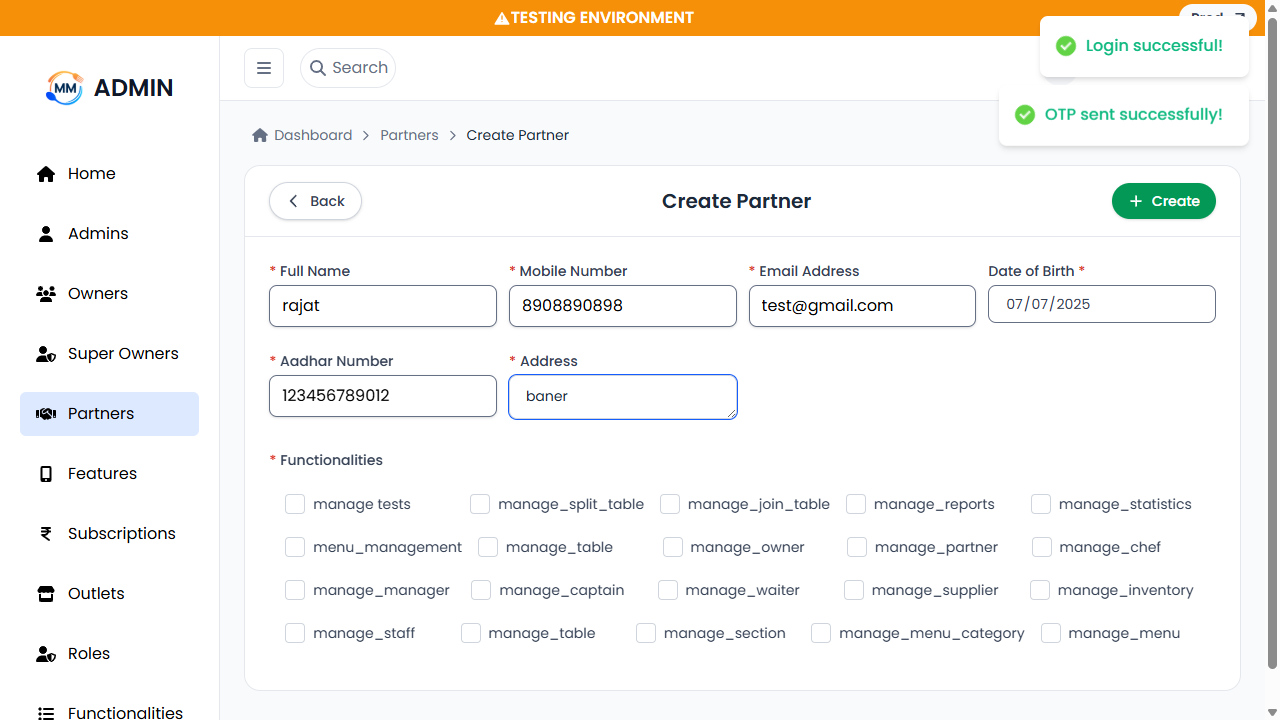 TESTING ENVIRONMENT
Login successful!
OTP sent successfully!
MM ADMIN
Search
Dashboard > Partners > Create Partner
Home
Admins
Owners
Super Owners
Partners
Features
Subscriptions
Outlets
Roles
Functionalities
Back
Create Partner
+ Create
* Full Name
* Mobile Number
* Email Address
Date of Birth *
rajat
8908890898
test@gmail.com
07/07/2025
* Aadhar Number
* Address
123456789012
baner
* Functionalities
manage tests
manage_split_table
manage_join_table
manage_reports
manage_statistics
menu_management
manage_table
manage_owner
manage_partner
manage_chef
manage_manager
manage_captain
manage_waiter
manage_supplier
manage_inventory
manage_staff
manage_table
manage_section
manage_menu_category
manage_menu